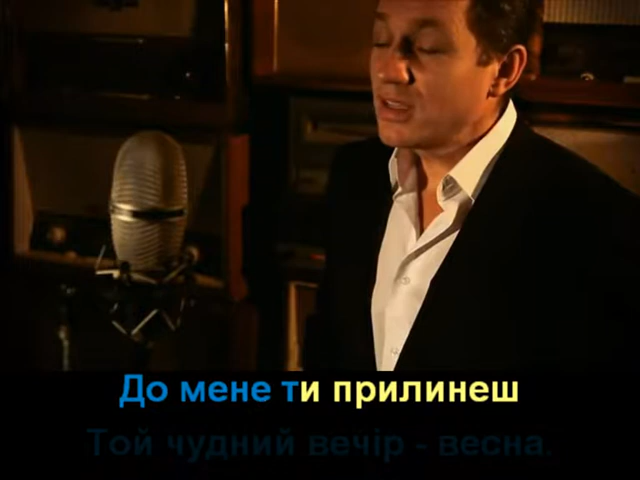 До мене ти прилинеш
Той чудний вечір - весна.